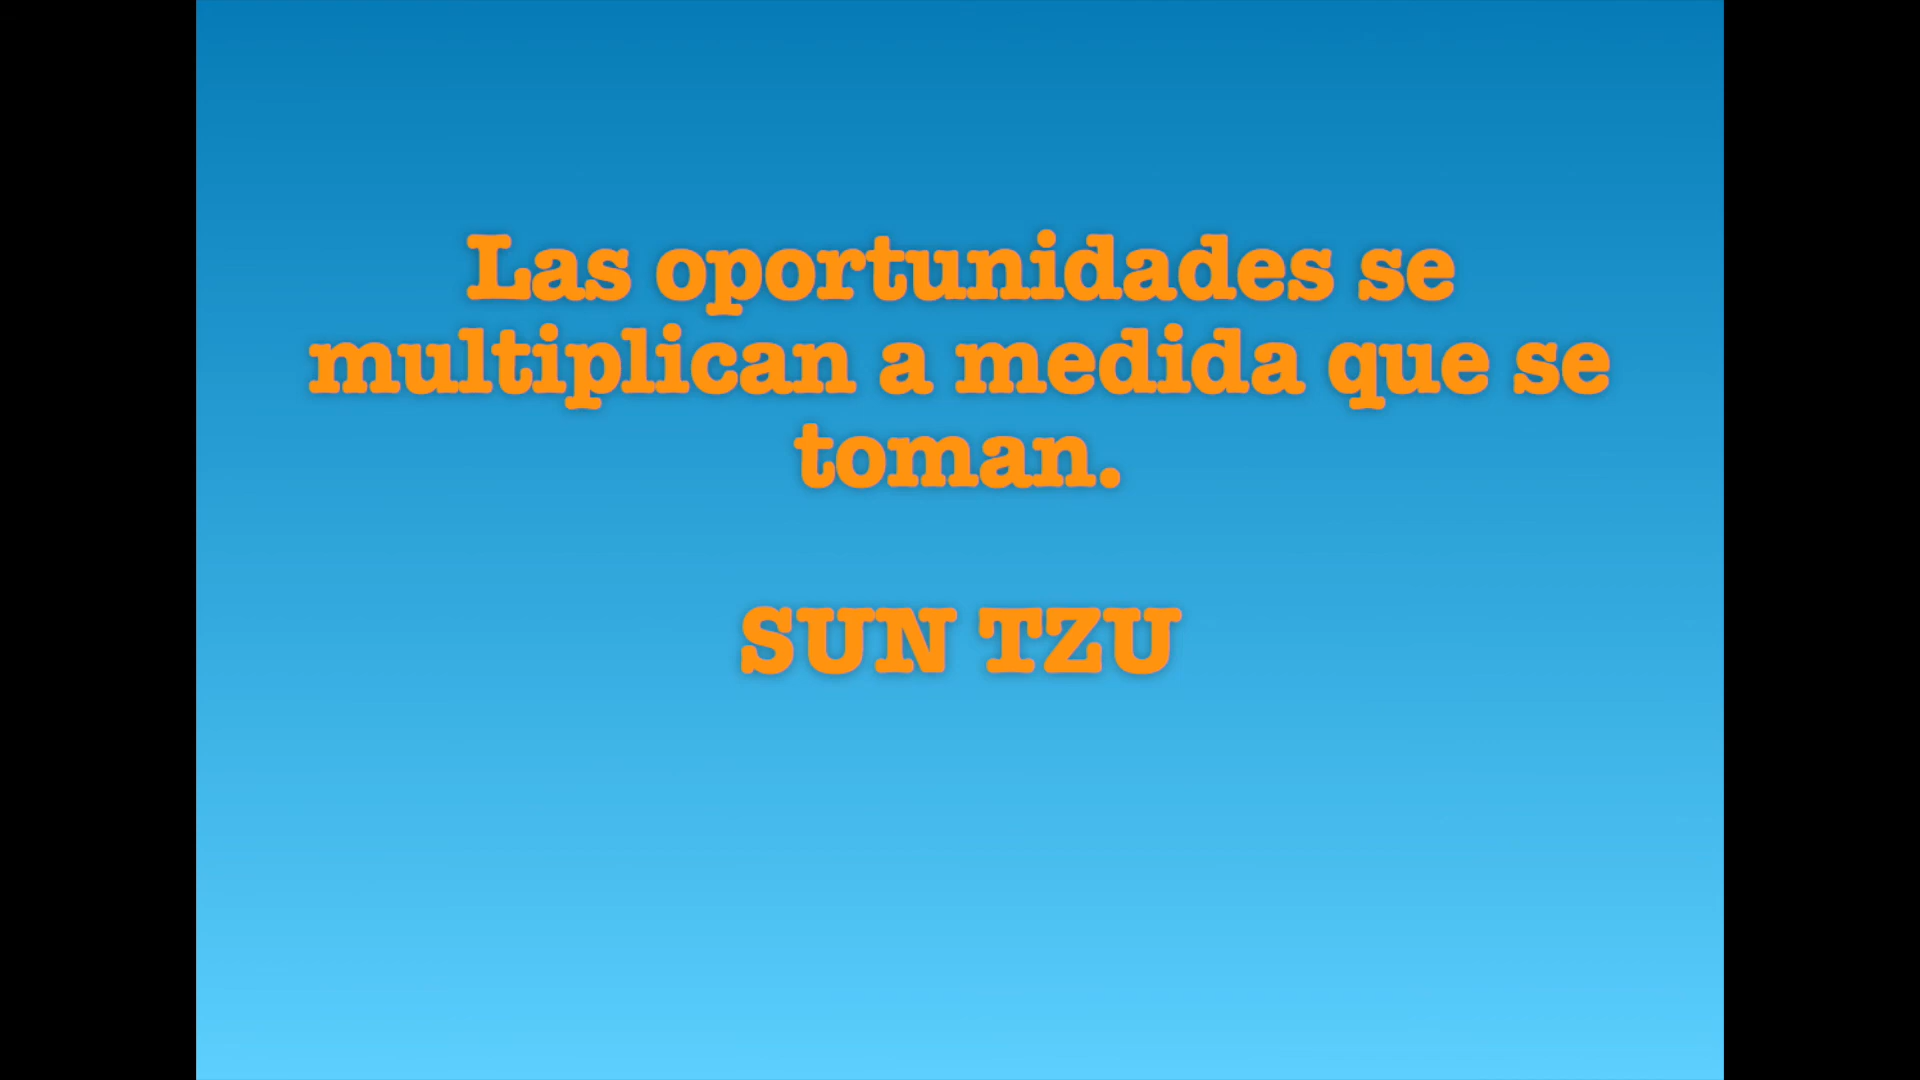 Las oportunidades se
multiplican a medida que se
toman.
SUN TZU